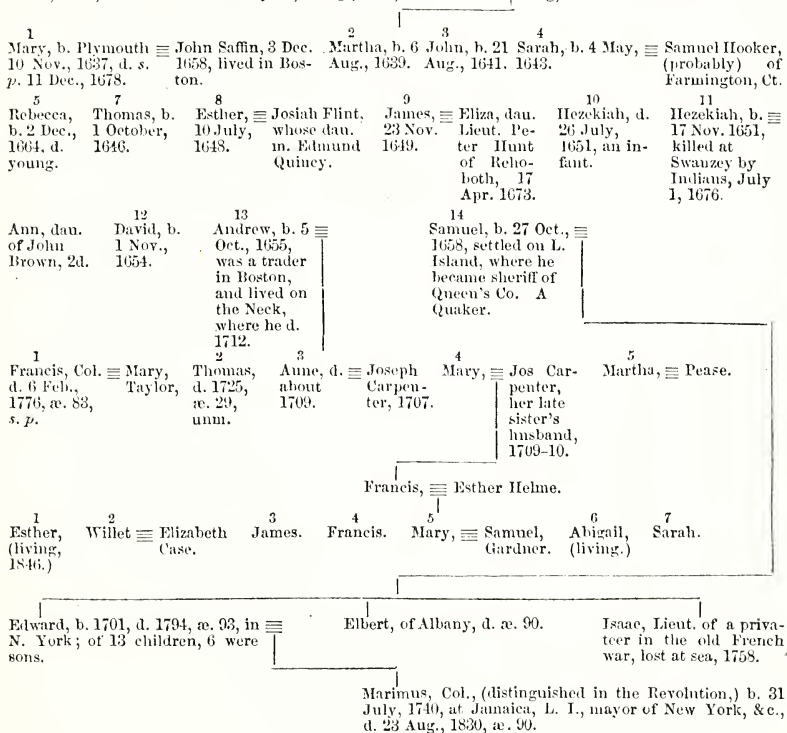 1 2 3 4
Mary, b. Plymouth = John Saffin, 3 Dec. Martha, b. 6 John, b. 21 Sarah, b. 4 May, = Samuel Hooker,
10 Nov., 1637, d. s. 1658, lived in Bos- Aug., 1639. Aug., 1641. 1643. (probably) of
p. 11 Dec., 1678. ton. Farmington, Ct.
5 7 8 9 10 11
Rebecca, Thomas, b. Esther, = Josiah Flint, James, = Eliza, dau. Hezekiah, d. Hezekiah, b. =
b. 2 Dec., 1 October, 10 July, whose dau. 23 Nov. Lieut. Pe- 26 July, 17 Nov. 1651,
1664, d. 1646. 1648. m. Edmund 1649. ter Hunt 1651, an in- killed at
young. Quincy. of Reho- fant. Swanzey by
both, 17 Indians, July
Apr. 1673. 1, 1676.
12 13 14
Ann, dau. David, b. Andrew, b. 5 = Samuel, b. 27 Oct., =
of John 1 Nov., Oct., 1655, 1658, settled on L.
Brown, 2d. 1654. was a trader Island, where he
in Boston, became sheriff of
and lived on Queen's Co. A
the Neck, Quaker.
where he d.
1712.
1 2 3 4 5
Francis, Col. = Mary, Thomas, Anne, d. = Joseph Mary, = Jos Car- Martha, = Pease.
d. 6 Feb., Taylor, d. 1725, about Carpen- penter,
1776, æ. 83, æ. 29, 1709. ter, 1707. her late
s. p. unm. sister's
husband,
1709-10.
Francis, = Esther Helme.
1 2 3 4 5 6 7
Esther, Willet = Elizabeth James. Francis. Mary, = Samuel, Abigail, Sarah.
(living, Case. Gardner. (living.)
1846.)
Edward, b. 1701, d. 1794, æ. 93, in = Elbert, of Albany, d. æ. 90. Isaac, Lieut. of a priva-
N. York; of 13 children, 6 were teer in the old French
sons. war, lost at sea, 1758.
Marimus, Col., (distinguished in the Revolution,) b. 31
July, 1740, at Jamaica, L. I., mayor of New York, &c.,
d. 23 Aug., 1830, æ. 90.